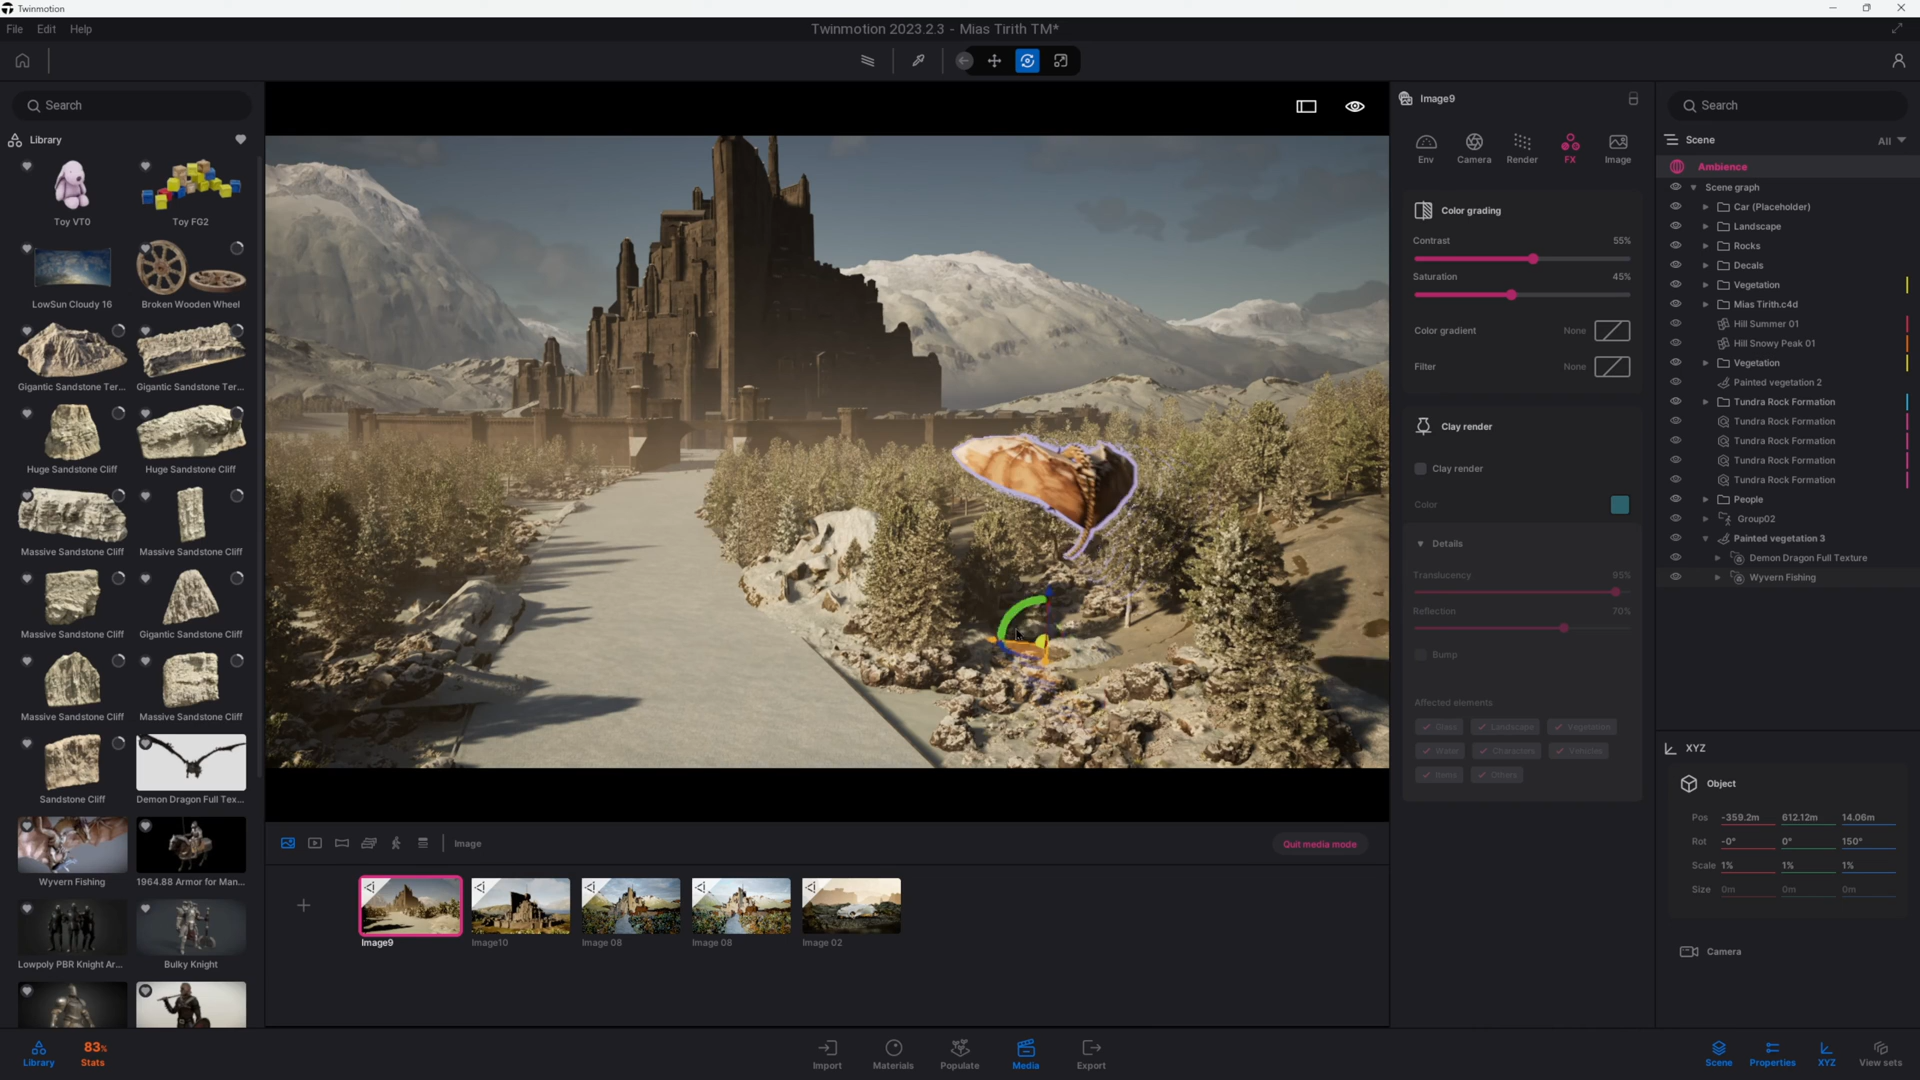 Twinmotion
File Edit Help
Twinmotion 2023.2.3 - Mias Tirith TM*
Search
Library
Toy VT0
Toy FG2
LowSun Cloudy 16
Broken Wooden Wheel
Gigantic Sandstone Ter...
Gigantic Sandstone Ter...
Huge Sandstone Cliff
Huge Sandstone Cliff
Massive Sandstone Cliff
Massive Sandstone Cliff
Massive Sandstone Cliff
Gigantic Sandstone Cliff
Massive Sandstone Cliff
Massive Sandstone Cliff
Sandstone Cliff
Demon Dragon Full Tex...
Wyvern Fishing
1964.88 Armor for Man...
Lowpoly PBR Knight Ar...
Bulky Knight
Library
83%
Stats
Image
Quit media mode
Image9
Image10
Image 08
Image 08
Image 02
Import
Materials
Populate
Media
Export
Image9
Env
Camera
Render
FX
Image
Color grading
Contrast 55%
Saturation 45%
Color gradient None
Filter None
Clay render
Clay render
Color
Details
Translucency 95%
Reflection 70%
Bump
Affected elements
Glass Landscape Vegetation
Water Characters Vehicles
Items Others
Search
Scene All
Ambience
Scene graph
Car (Placeholder)
Landscape
Rocks
Decals
Vegetation
Mias Tirith.c4d
Hill Summer 01
Hill Snowy Peak 01
Vegetation
Painted vegetation 2
Tundra Rock Formation
Tundra Rock Formation
Tundra Rock Formation
Tundra Rock Formation
Tundra Rock Formation
People
Group02
Painted vegetation 3
Demon Dragon Full Texture
Wyvern Fishing
XYZ
Object
Pos -359.2m 612.12m 14.06m
Rot -0° 0° 150°
Scale 1% 1% 1%
Size 0m 0m 0m
Camera
Scene
Properties
XYZ
View sets